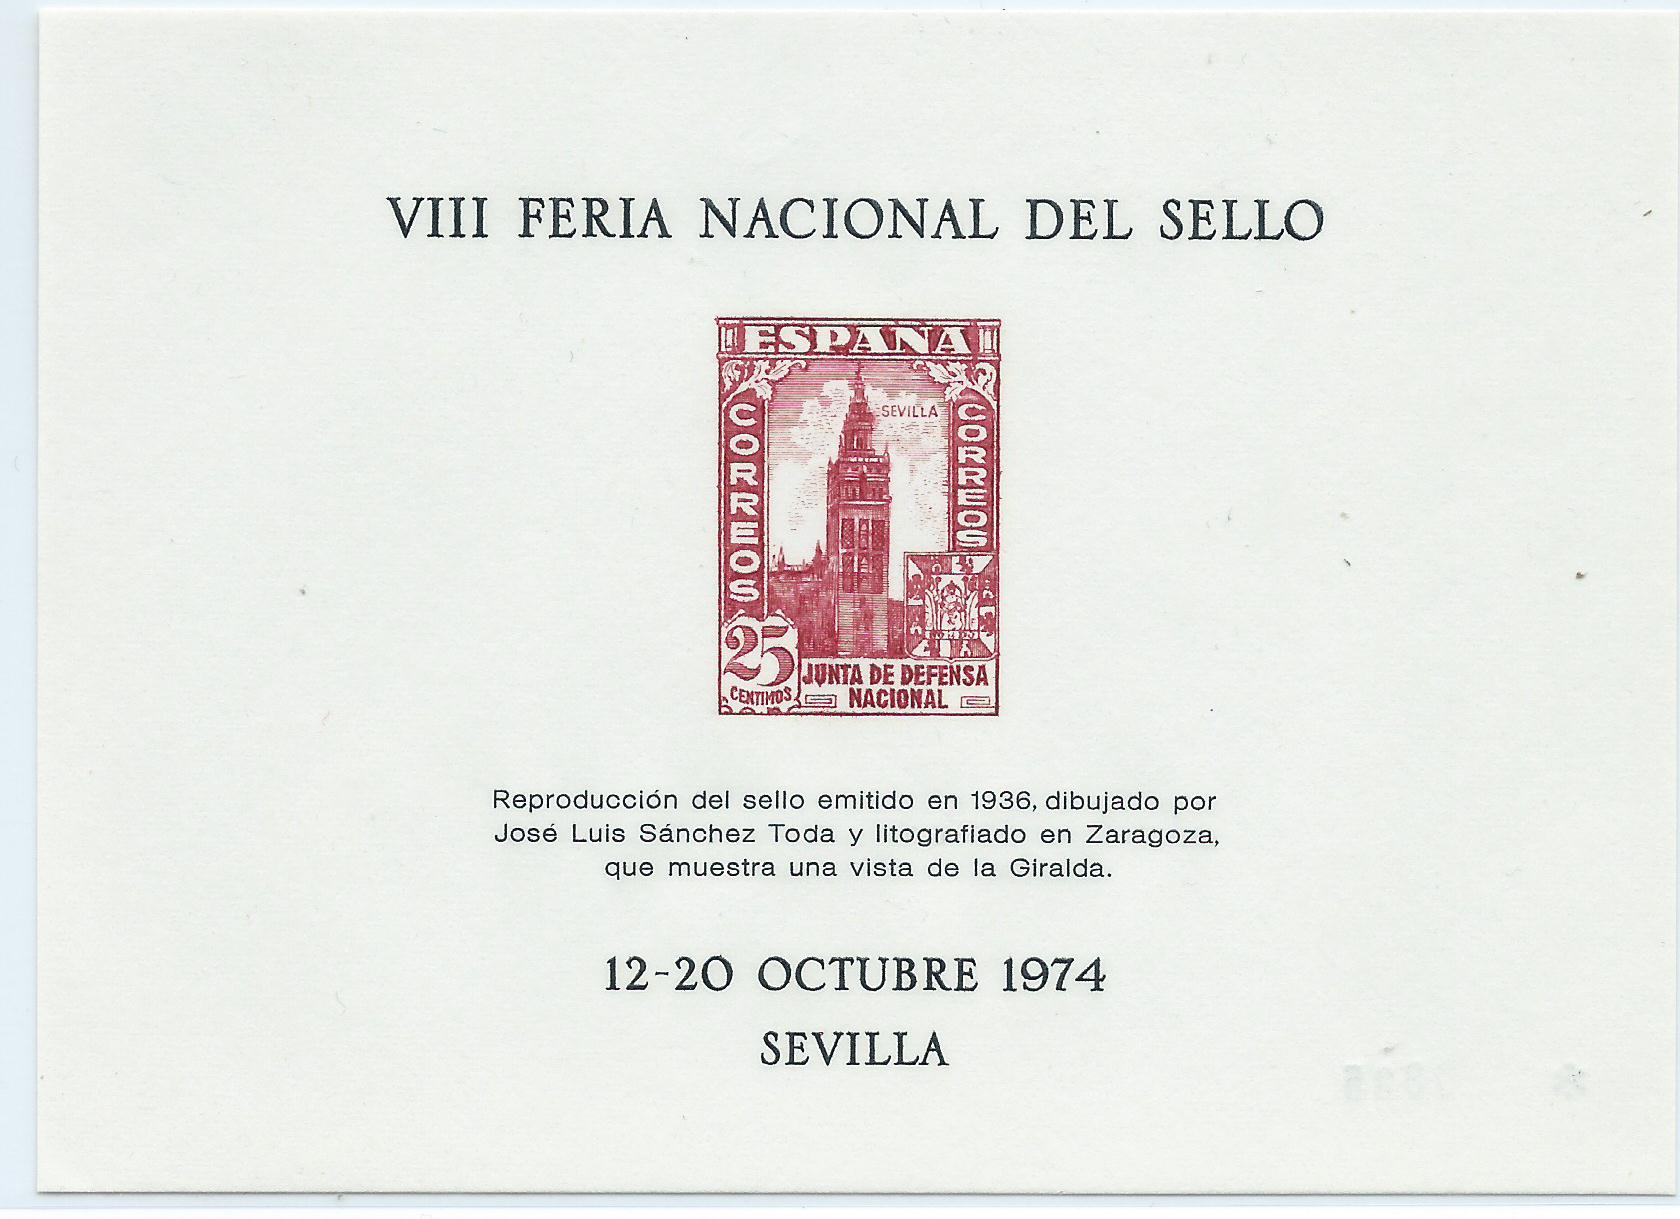 VIII FERIA NACIONAL DEL SELLO
ESPAÑA
SEVILLA
CORREOS
CORREOS
25
CENTIMOS
JUNTA DE DEFENSA
NACIONAL
Reproducción del sello emitido en 1936, dibujado por
José Luis Sánchez Toda y litografiado en Zaragoza,
que muestra una vista de la Giralda.
12-20 OCTUBRE 1974
SEVILLA